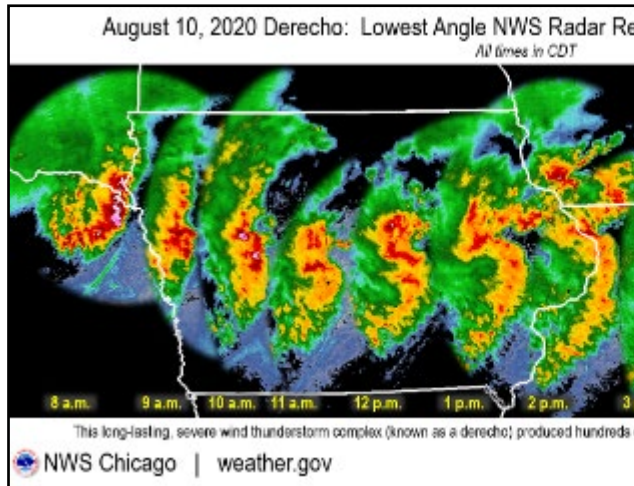 August 10, 2020 Derecho: Lowest Angle NWS Radar Re
All times in CDT
8 a.m. 9 a.m. 10 a.m. 11 a.m. 12 p.m. 1 p.m. 2 p.m. 3
This long-lasting, severe wind thunderstorm complex (known as a derecho) produced hundreds
NWS Chicago | weather.gov